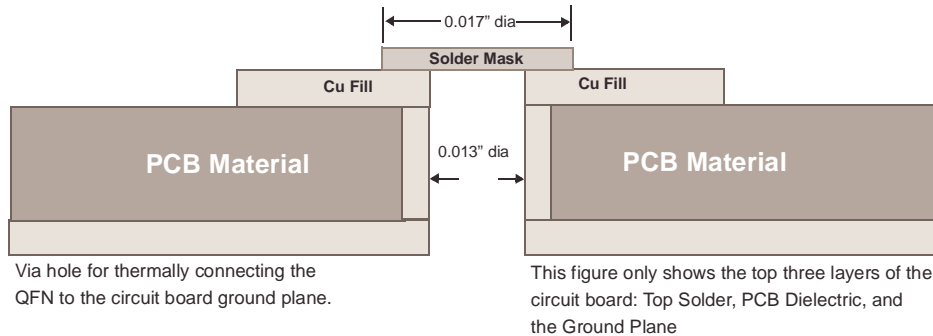 0.017” dia
Solder Mask
Cu Fill
Cu Fill
PCB Material
0.013” dia
PCB Material
Via hole for thermally connecting the
QFN to the circuit board ground plane.
This figure only shows the top three layers of the
circuit board: Top Solder, PCB Dielectric, and
the Ground Plane